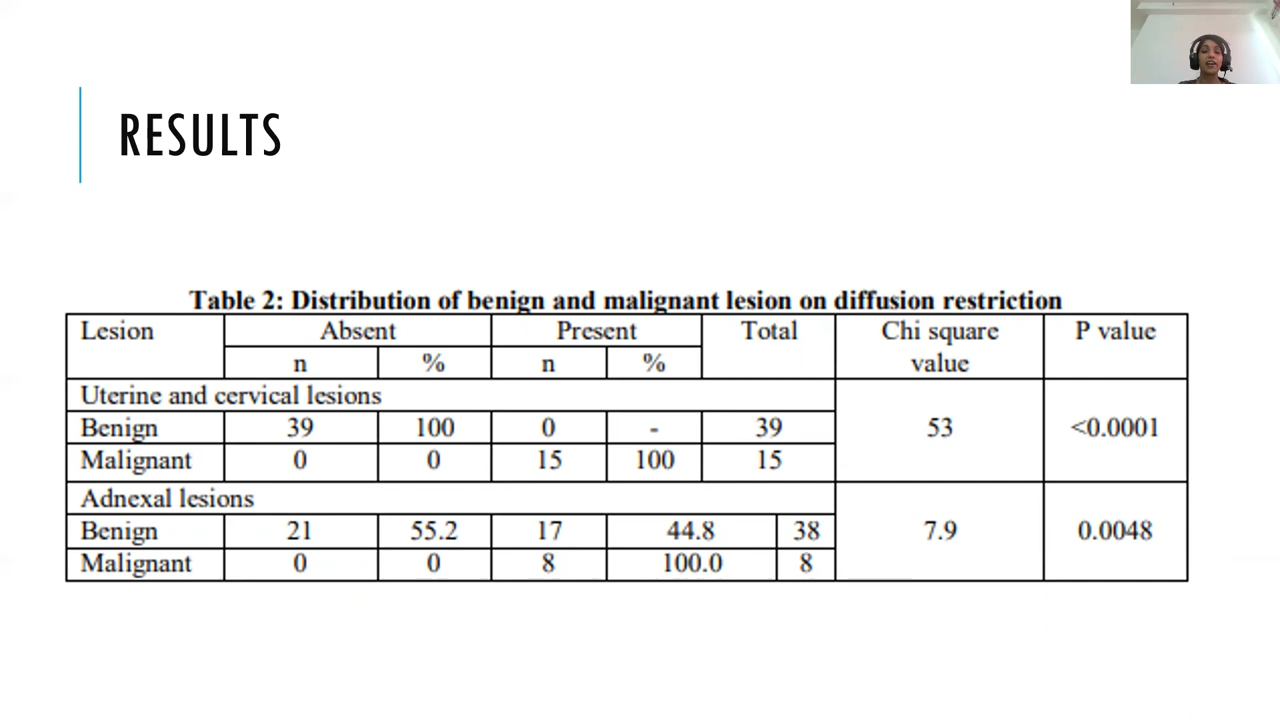 RESULTS
Table 2: Distribution of benign and malignant lesion on diffusion restriction
Lesion Absent Present Total Chi square value P value
n % n %
Uterine and cervical lesions
Benign 39 100 0 - 39 53 <0.0001
Malignant 0 0 15 100 15
Adnexal lesions
Benign 21 55.2 17 44.8 38 7.9 0.0048
Malignant 0 0 8 100.0 8